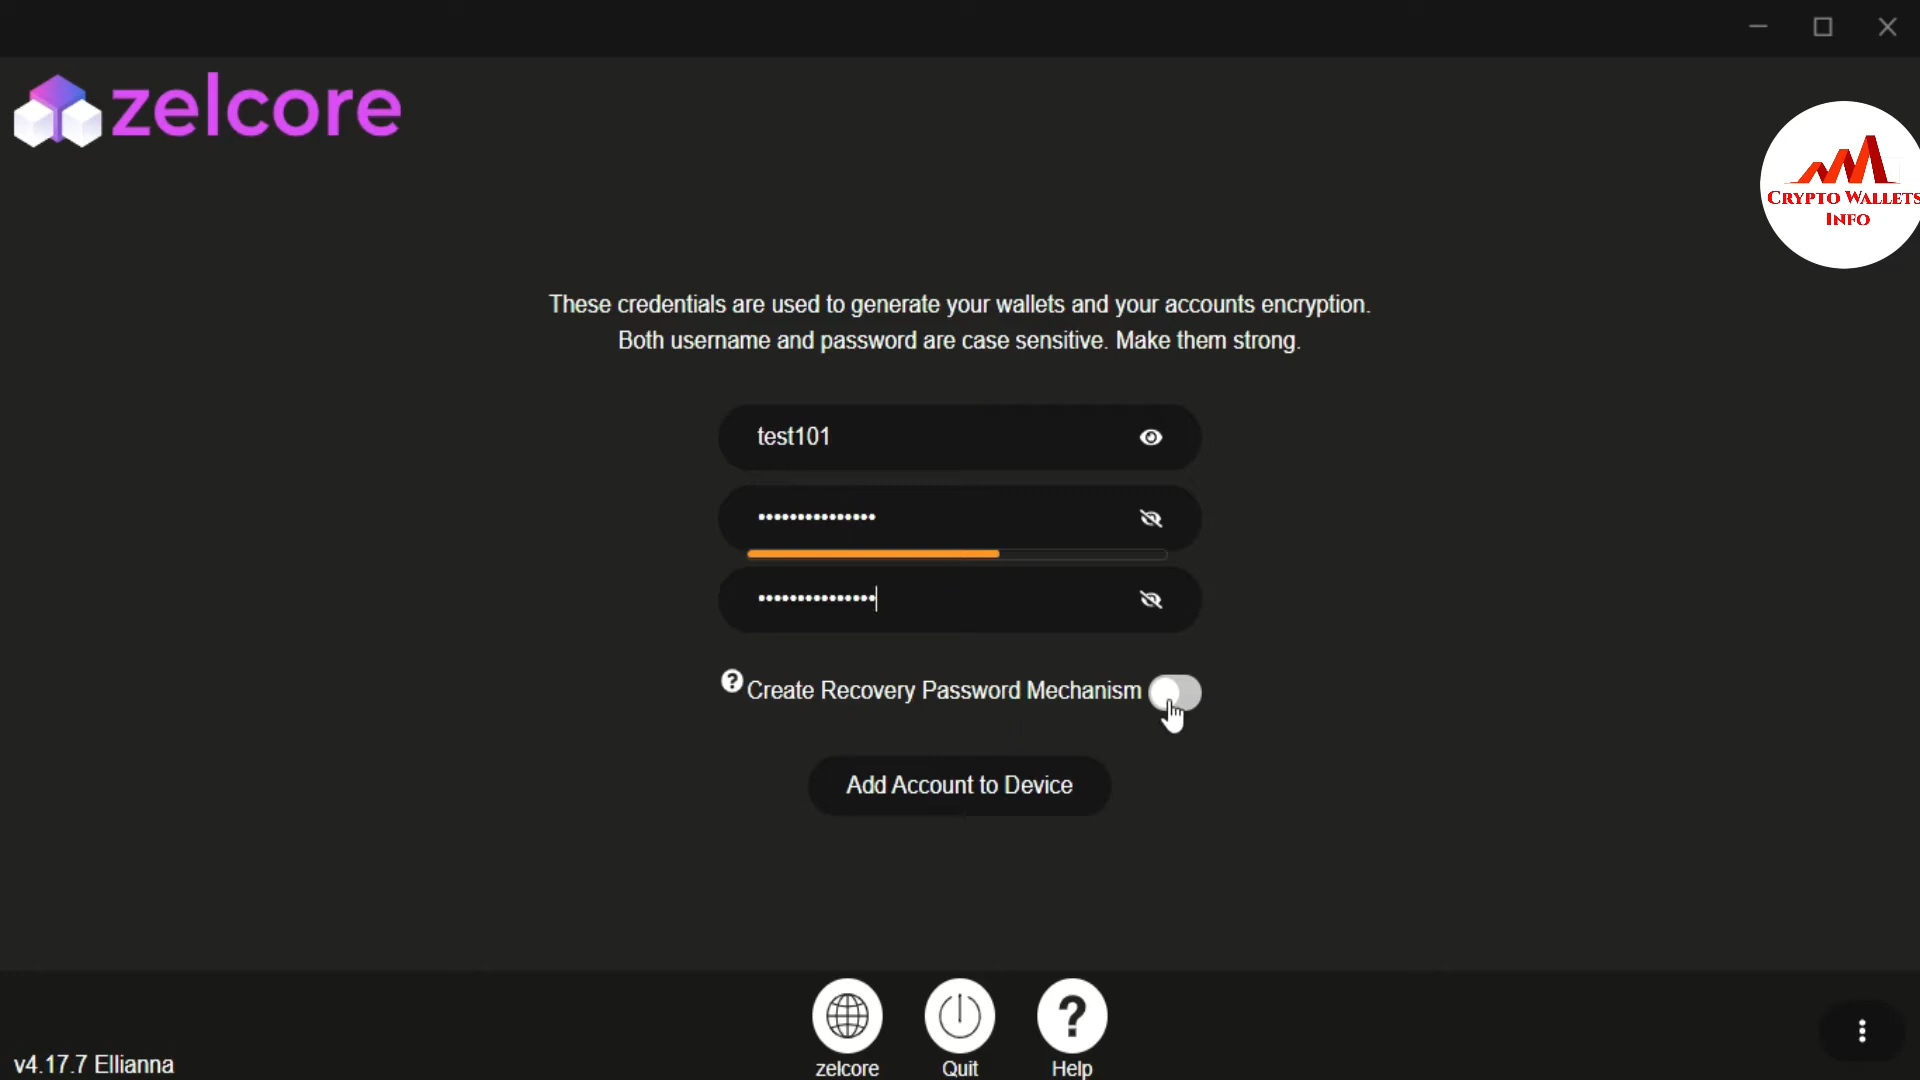 zelcore
CRYPTO WALLETS
INFO
These credentials are used to generate your wallets and your accounts encryption.
Both username and password are case sensitive. Make them strong.
test101
•••••••••••••••
•••••••••••••••
? Create Recovery Password Mechanism
Add Account to Device
zelcore
Quit
? Help
v4.17.7 Ellianna